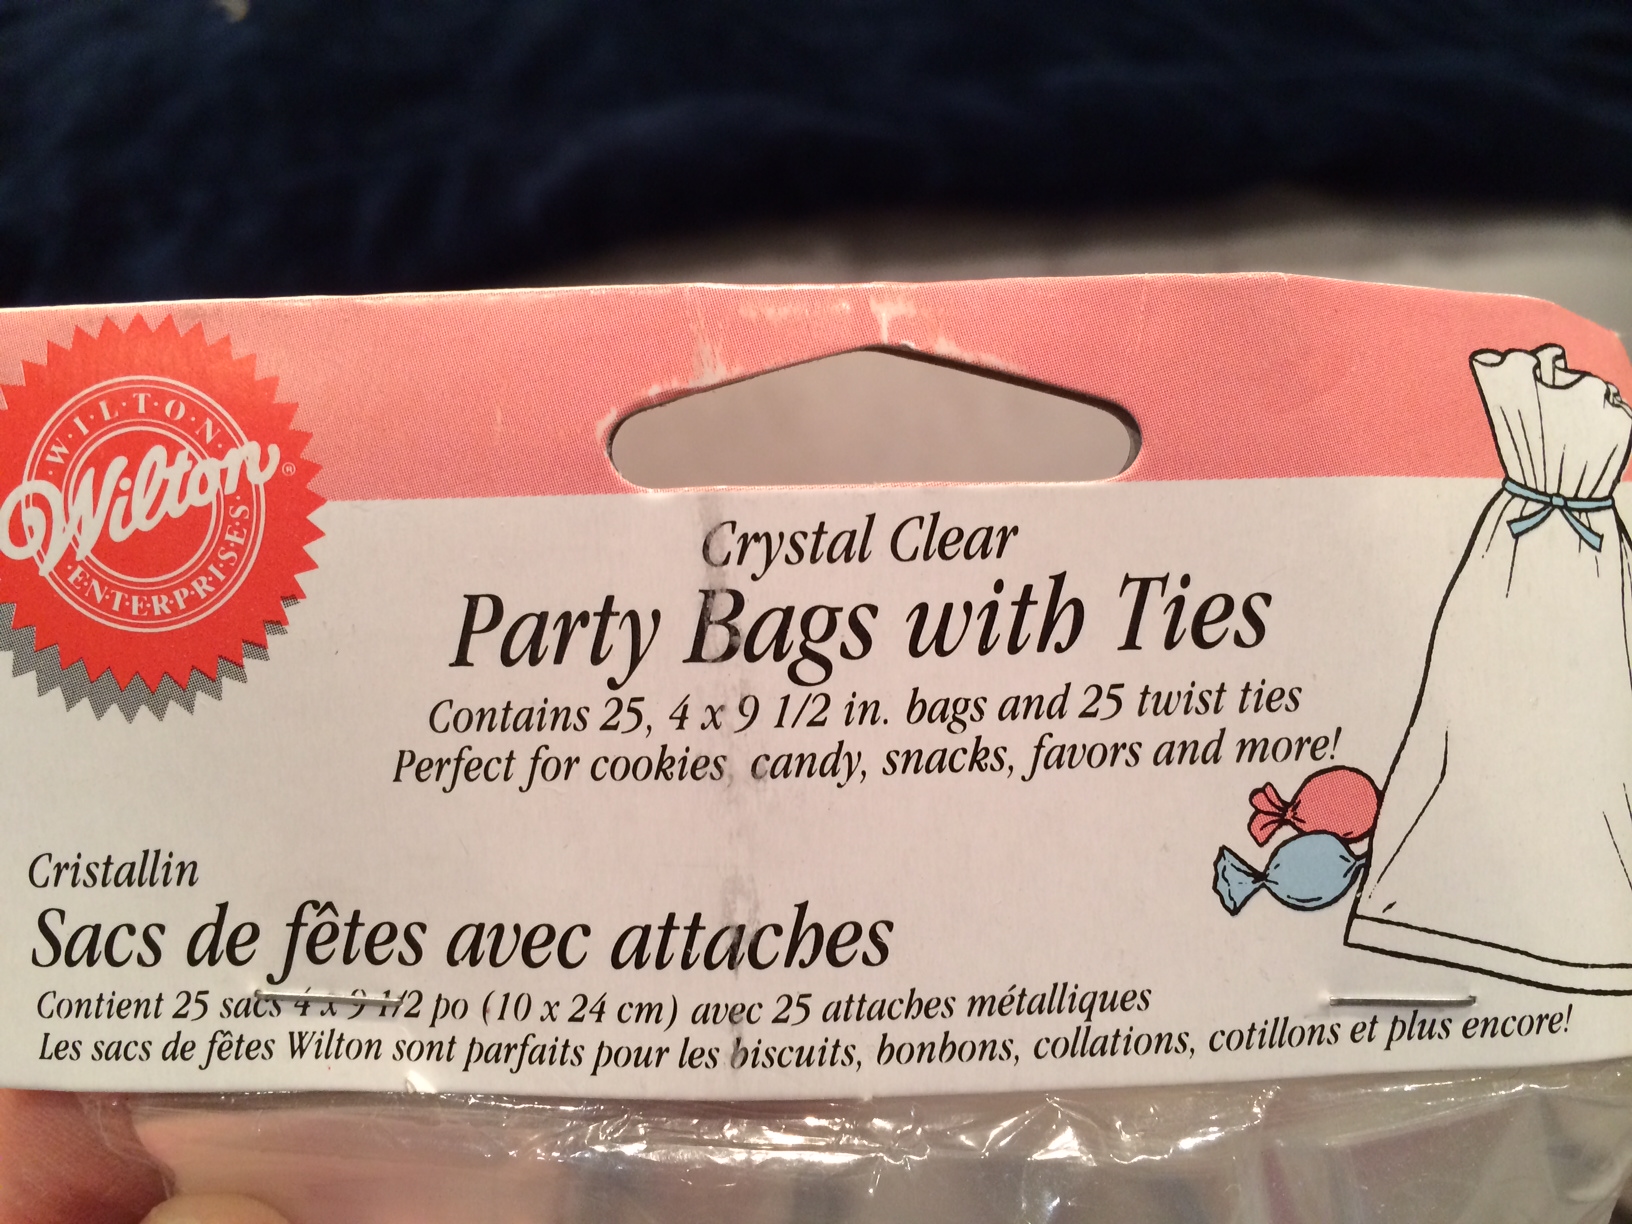 WILTON
Wilton®
ENTERPRISES
Crystal Clear
Party Bags with Ties
Contains 25, 4 x 9 1/2 in. bags and 25 twist ties
Perfect for cookies, candy, snacks, favors and more!
Cristallin
Sacs de fêtes avec attaches
Contient 25 sacs 4 x 9 1/2 po (10 x 24 cm) avec 25 attaches métalliques
Les sacs de fêtes Wilton sont parfaits pour les biscuits, bonbons, collations, cotillons et plus encore!